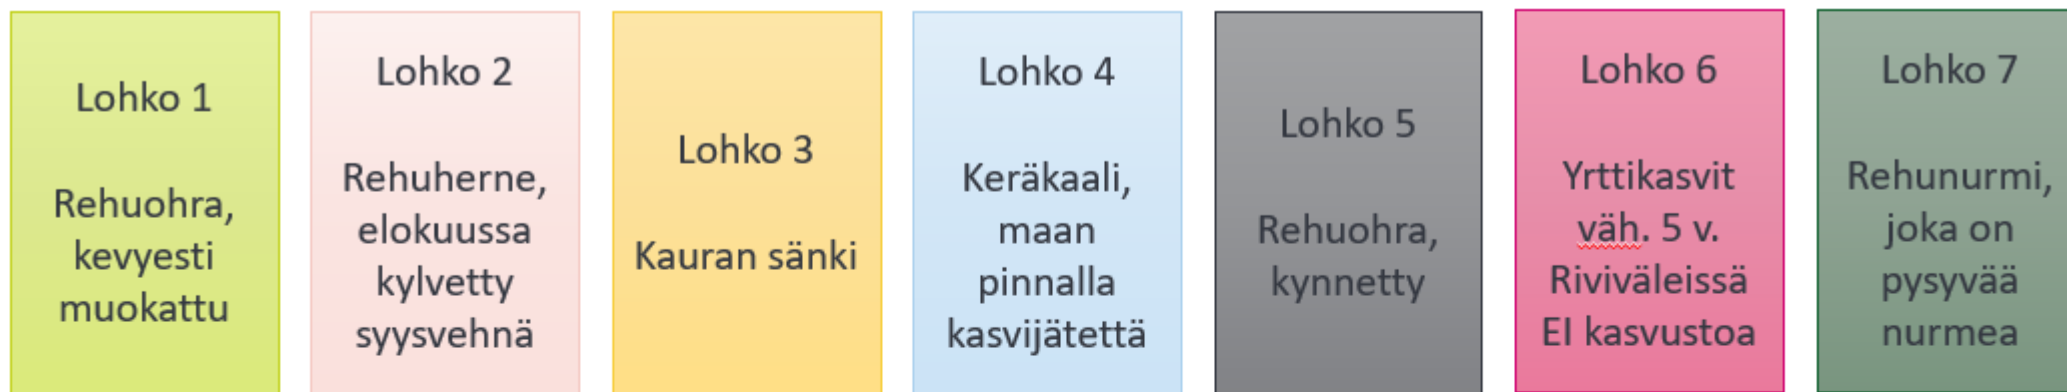 Lohko 1
Rehuohra,
kevyesti
muokattu
Lohko 2
Rehuherne,
elokuussa
kylvetty
syysvehnä
Lohko 3
Kauran sänki
Lohko 4
Keräkaali,
maan
pinnalla
kasvijätettä
Lohko 5
Rehuohra,
kynnetty
Lohko 6
Yrttikasvit
väh. 5 v.
Riviväleissä
EI kasvustoa
Lohko 7
Rehunurmi,
joka on
pysyvää
nurmea